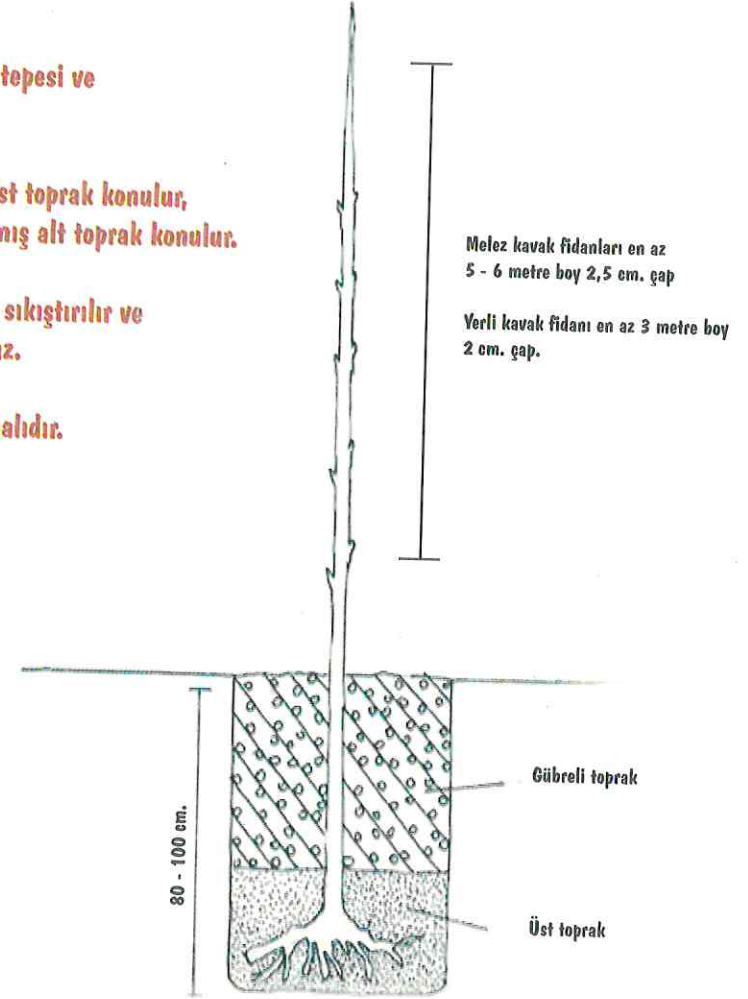 tepesi ve
st toprak konulur,
mış alt toprak konulur.
sıkıştırılır ve
z.
alıdır.
Melez kavak fidanları en az
5 - 6 metre boy 2,5 cm. çap
Yerli kavak fidanı en az 3 metre boy
2 cm. çap.
80 - 100 cm.
Gübreli toprak
Üst toprak